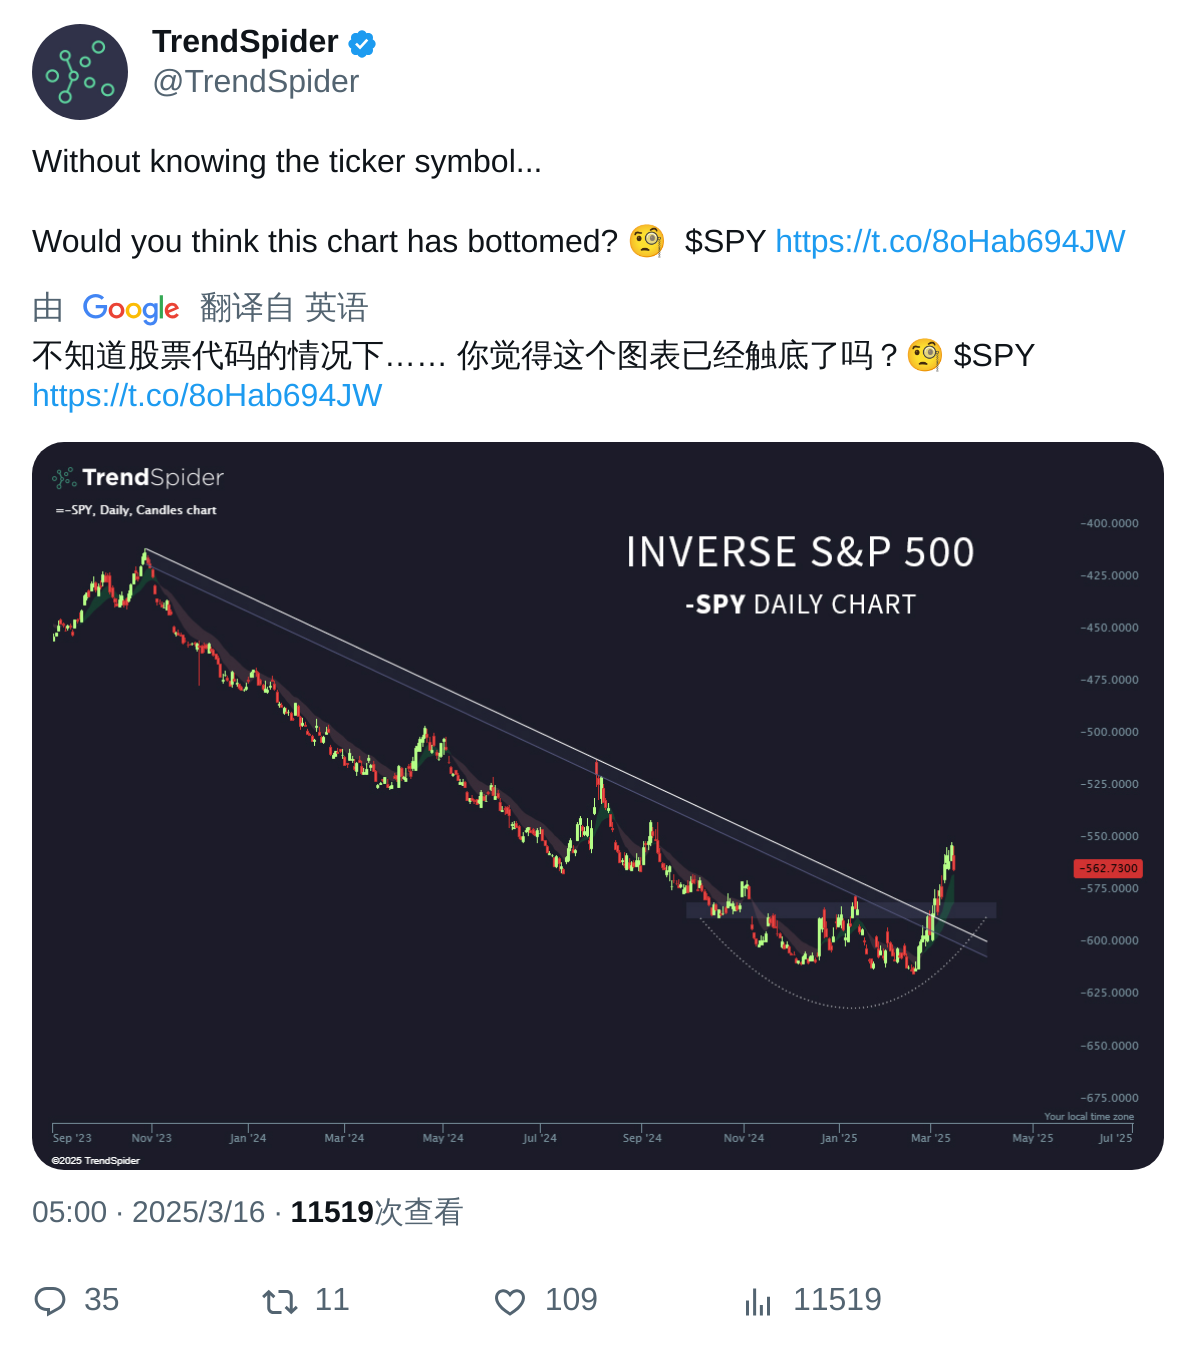 TrendSpider
@TrendSpider
Without knowing the ticker symbol...
Would you think this chart has bottomed? 🧐 $SPY https://t.co/8oHab694JW
由 Google 翻译自 英语
不知道股票代码的情况下…… 你觉得这个图表已经触底了吗？🧐 $SPY
https://t.co/8oHab694JW
TrendSpider
=-SPY, Daily, Candles chart
INVERSE S&P 500
-SPY DAILY CHART
-400.0000
-425.0000
-450.0000
-475.0000
-500.0000
-525.0000
-550.0000
-562.7300
-575.0000
-600.0000
-625.0000
-650.0000
-675.0000
Your local time zone
Sep '23 Nov '23 Jan '24 Mar '24 May '24 Jul '24 Sep '24 Nov '24 Jan '25 Mar '25 May '25 Jul '25
©2025 TrendSpider
05:00 · 2025/3/16 · 11519次查看
35 11 109 11519